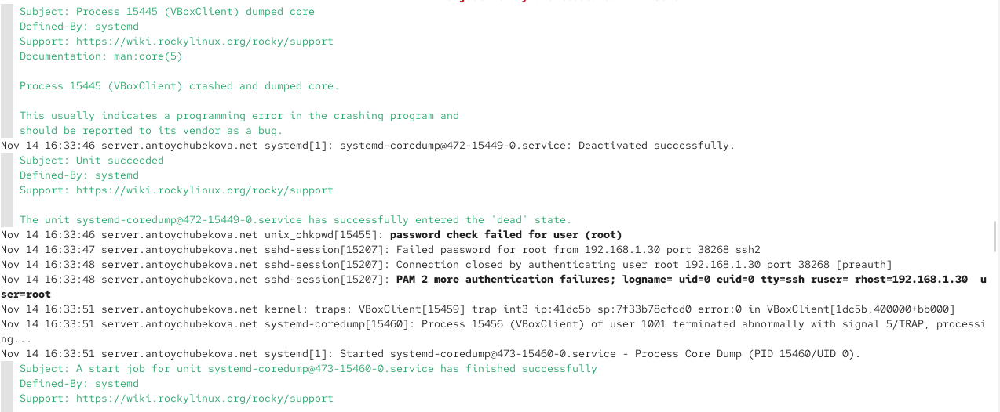 Subject: Process 15445 (VBoxClient) dumped core
Defined-By: systemd
Support: https://wiki.rockylinux.org/rocky/support
Documentation: man:core(5)
Process 15445 (VBoxClient) crashed and dumped core.
This usually indicates a programming error in the crashing program and
should be reported to its vendor as a bug.
Nov 14 16:33:46 server.antoychubekova.net systemd[1]: systemd-coredump@472-15449-0.service: Deactivated successfully.
Subject: Unit succeeded
Defined-By: systemd
Support: https://wiki.rockylinux.org/rocky/support
The unit systemd-coredump@472-15449-0.service has successfully entered the 'dead' state.
Nov 14 16:33:46 server.antoychubekova.net unix_chkpwd[15455]: password check failed for user (root)
Nov 14 16:33:47 server.antoychubekova.net sshd-session[15207]: Failed password for root from 192.168.1.30 port 38268 ssh2
Nov 14 16:33:48 server.antoychubekova.net sshd-session[15207]: Connection closed by authenticating user root 192.168.1.30 port 38268 [preauth]
Nov 14 16:33:48 server.antoychubekova.net sshd-session[15207]: PAM 2 more authentication failures; logname= uid=0 euid=0 tty=ssh ruser= rhost=192.168.1.30  u
ser=root
Nov 14 16:33:51 server.antoychubekova.net kernel: traps: VBoxClient[15459] trap int3 ip:41dc5b sp:7f33b78cfcd0 error:0 in VBoxClient[1dc5b,400000+bb000]
Nov 14 16:33:51 server.antoychubekova.net systemd-coredump[15460]: Process 15456 (VBoxClient) of user 1001 terminated abnormally with signal 5/TRAP, processi
ng...
Nov 14 16:33:51 server.antoychubekova.net systemd[1]: Started systemd-coredump@473-15460-0.service - Process Core Dump (PID 15460/UID 0).
Subject: A start job for unit systemd-coredump@473-15460-0.service has finished successfully
Defined-By: systemd
Support: https://wiki.rockylinux.org/rocky/support